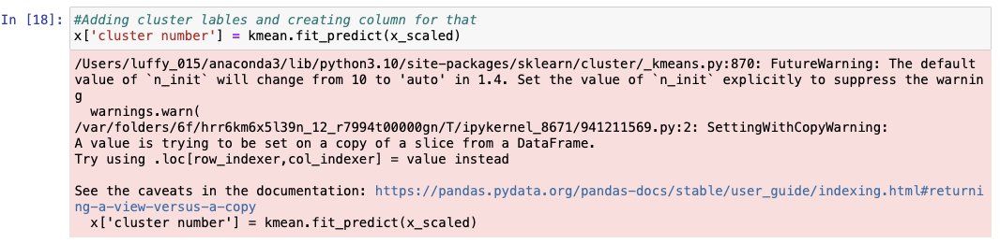 In [18]: #Adding cluster lables and creating column for that
x['cluster number'] = kmean.fit_predict(x_scaled)
/Users/luffy_015/anaconda3/lib/python3.10/site-packages/sklearn/cluster/_kmeans.py:870: FutureWarning: The default
value of `n_init` will change from 10 to 'auto' in 1.4. Set the value of `n_init` explicitly to suppress the warnin
g
  warnings.warn(
/var/folders/6f/hrr6km6x5l39n_12_r7994t00000gn/T/ipykernel_8671/941211569.py:2: SettingWithCopyWarning:
A value is trying to be set on a copy of a slice from a DataFrame.
Try using .loc[row_indexer,col_indexer] = value instead

See the caveats in the documentation: https://pandas.pydata.org/pandas-docs/stable/user_guide/indexing.html#returni
ng-a-view-versus-a-copy
  x['cluster number'] = kmean.fit_predict(x_scaled)